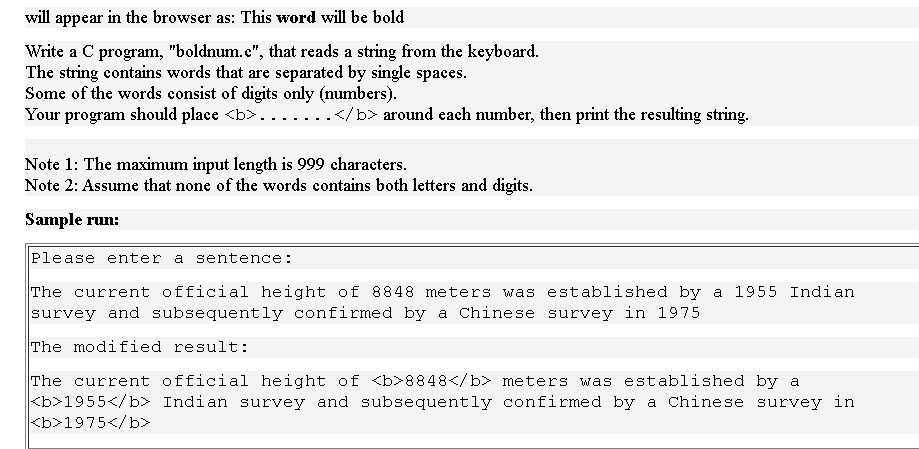 will appear in the browser as: This word will be bold
Write a C program, "boldnum.c", that reads a string from the keyboard.
The string contains words that are separated by single spaces.
Some of the words consist of digits only (numbers).
Your program should place <b>.......</b> around each number, then print the resulting string.
Note 1: The maximum input length is 999 characters.
Note 2: Assume that none of the words contains both letters and digits.
Sample run:
Please enter a sentence:
The current official height of 8848 meters was established by a 1955 Indian
survey and subsequently confirmed by a Chinese survey in 1975
The modified result:
The current official height of <b>8848</b> meters was established by a
<b>1955</b> Indian survey and subsequently confirmed by a Chinese survey in
<b>1975</b>